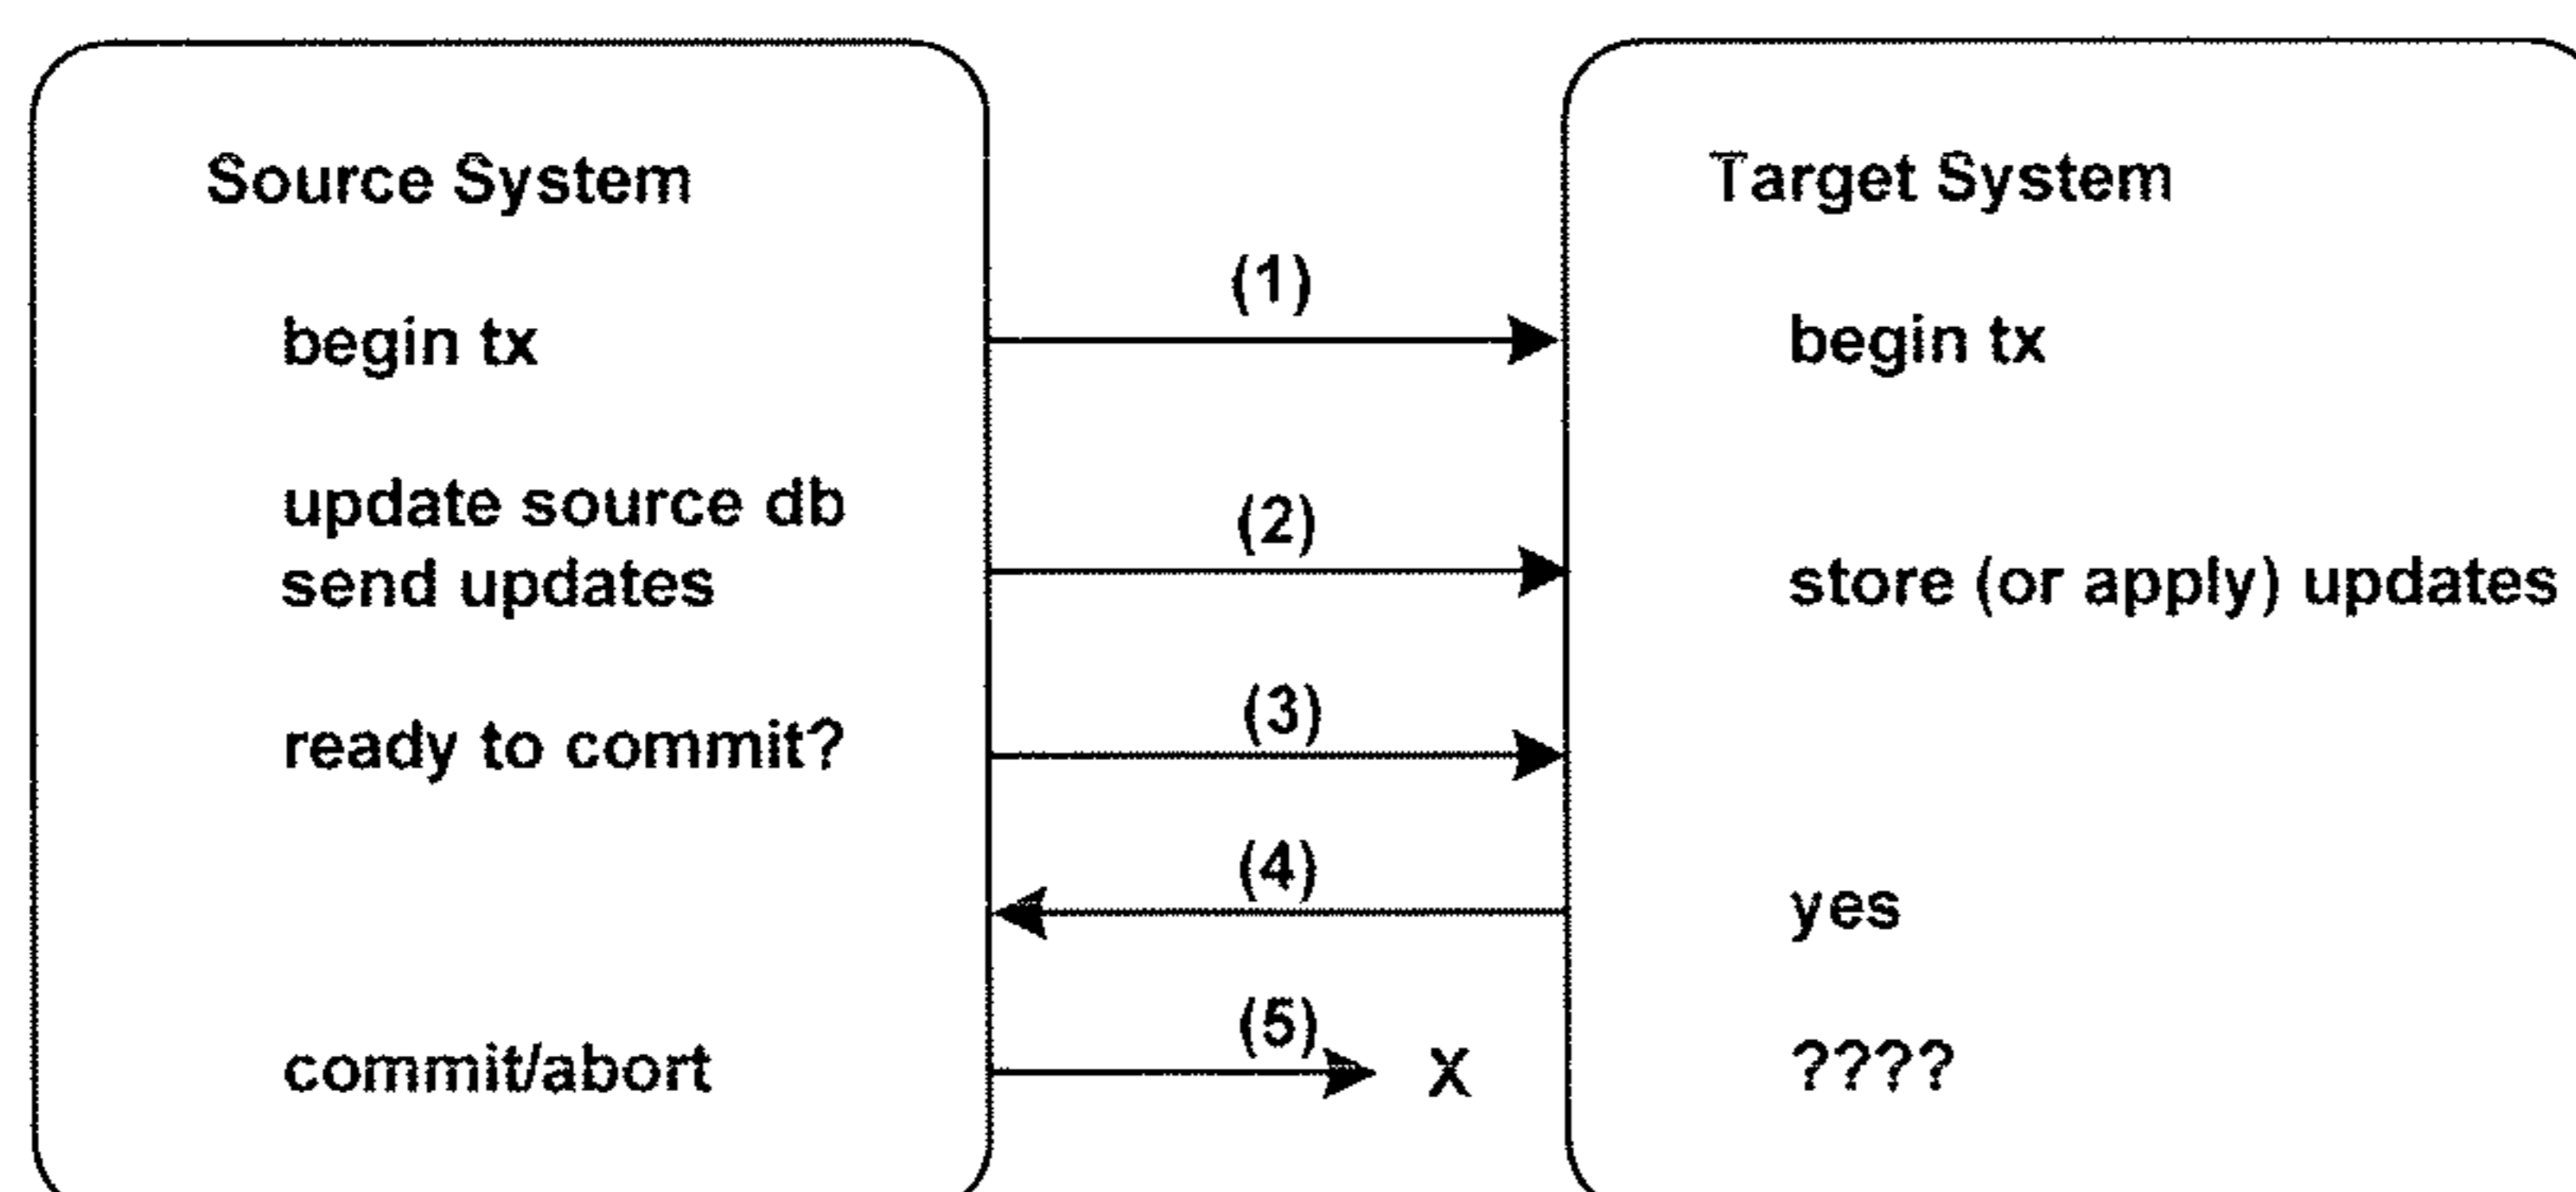 Source System
Target System
(1)
begin tx
begin tx
update source db
(2)
send updates
store (or apply) updates
(3)
ready to commit?
(4)
yes
(5)
commit/abort
X
????